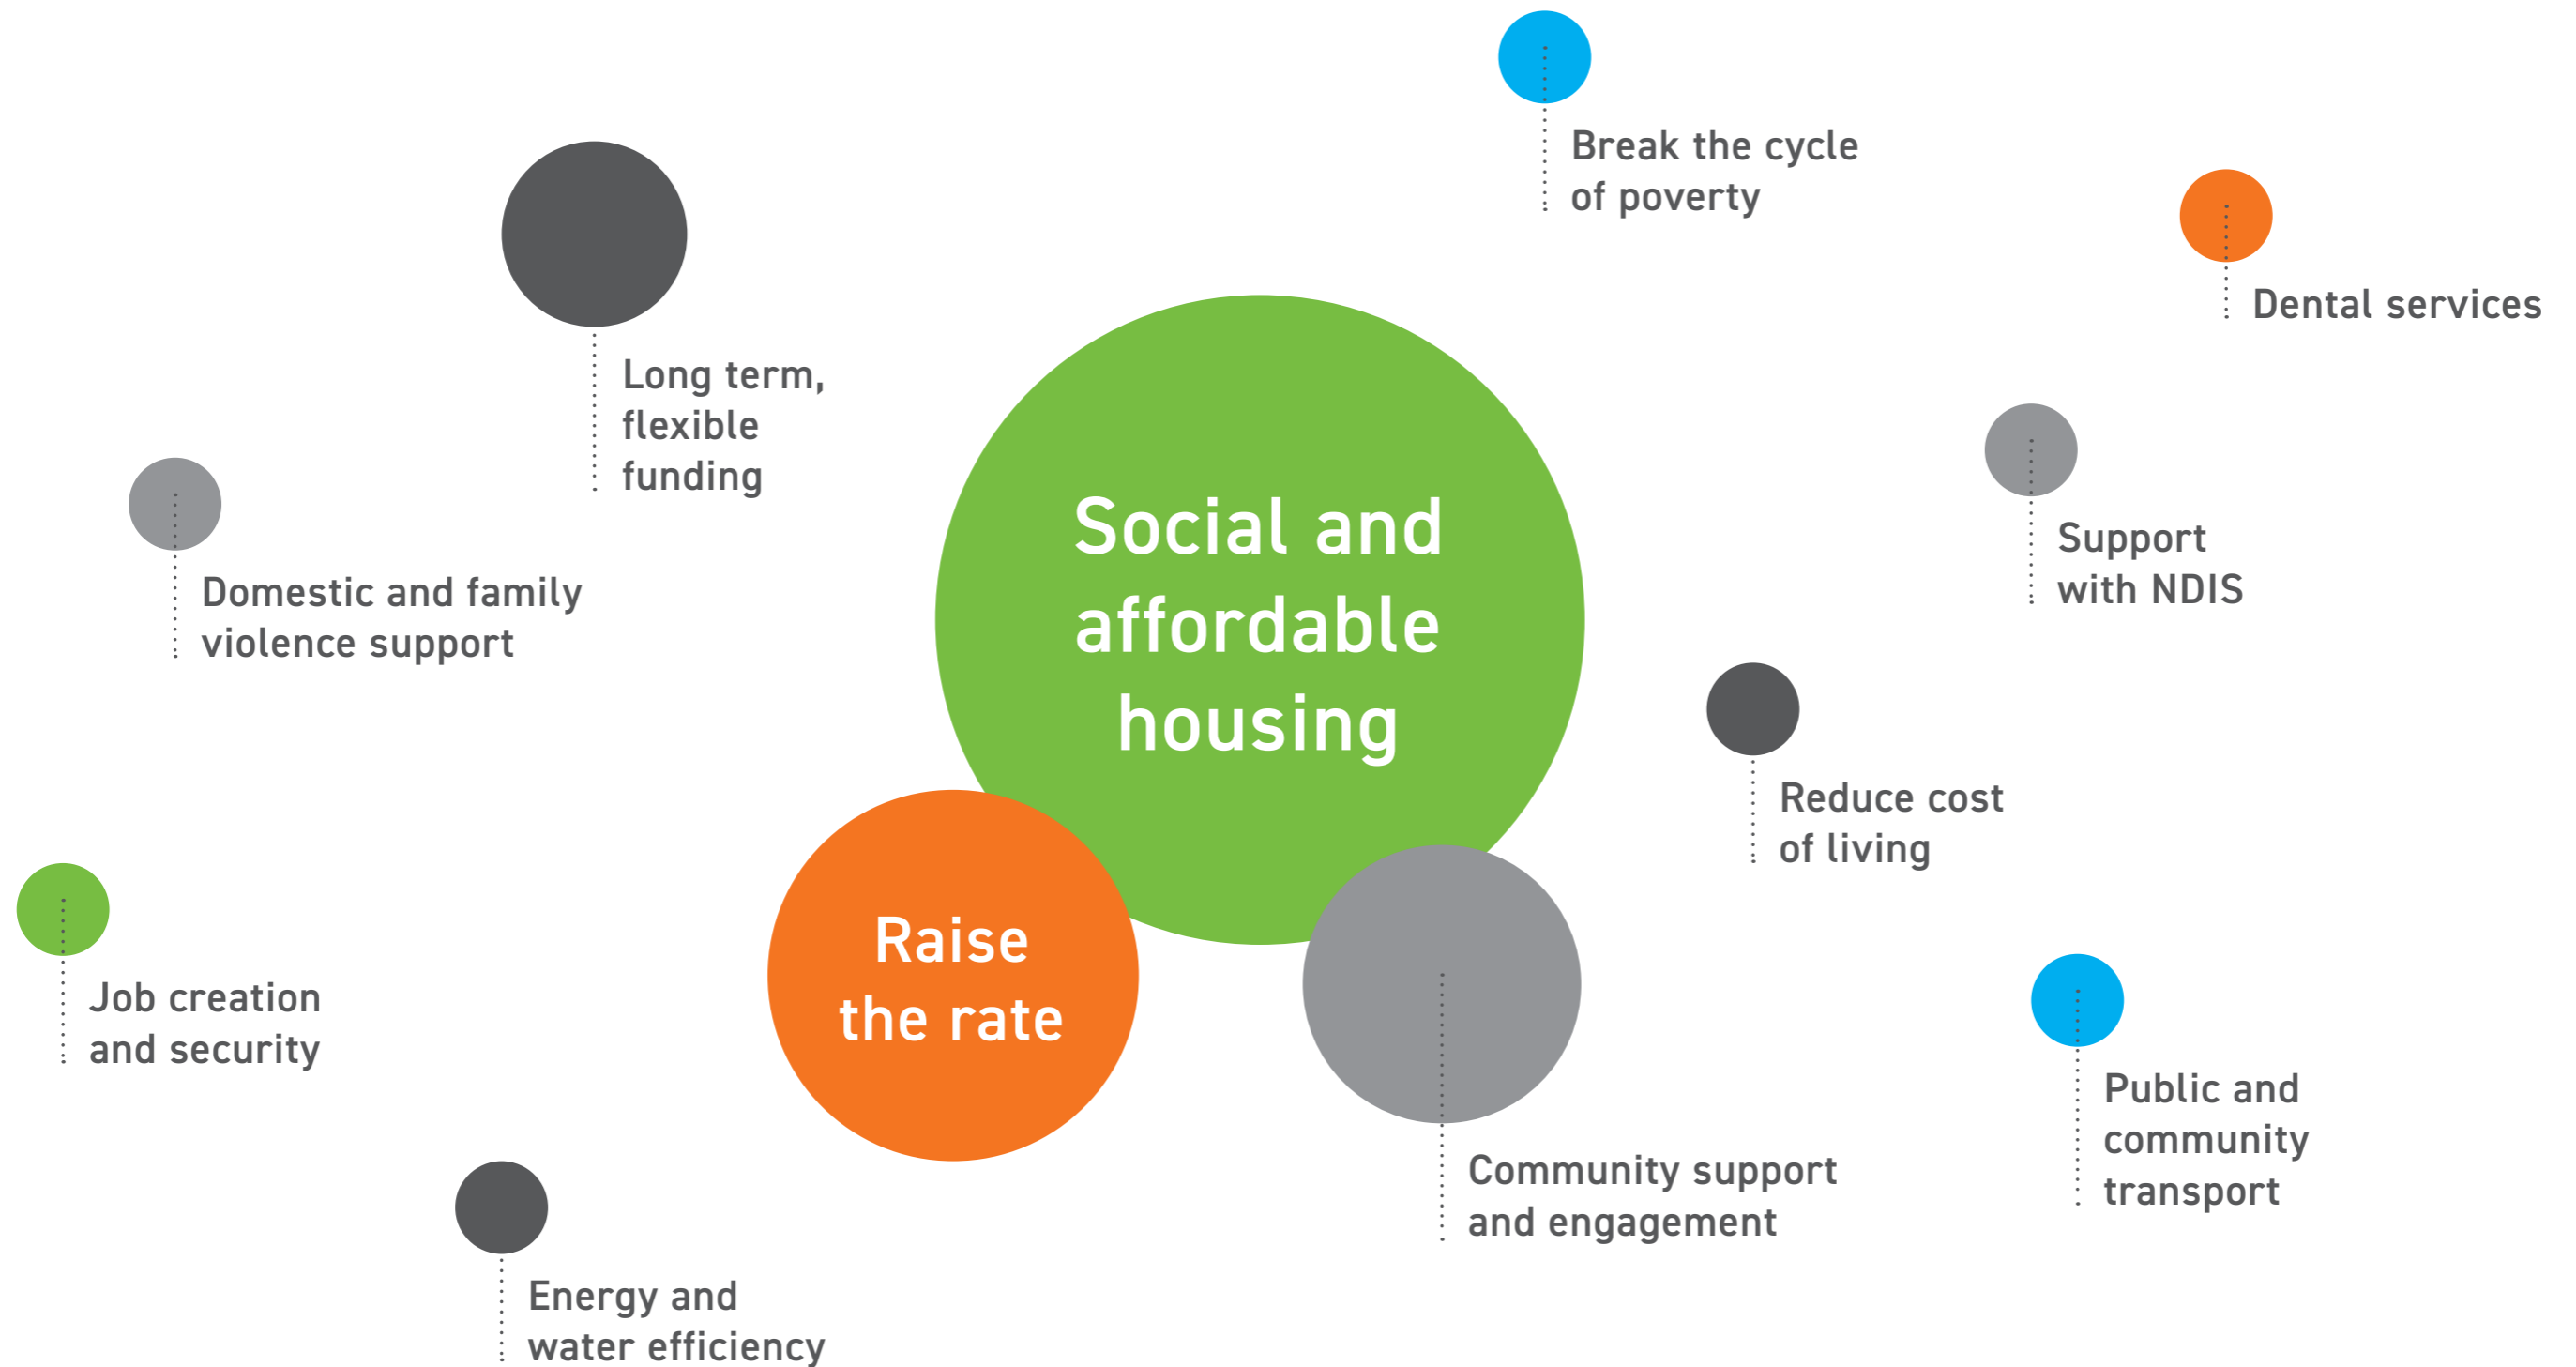 Break the cycle
of poverty
Dental services
Long term,
flexible
funding
Social and
affordable
housing
Support
with NDIS
Domestic and family
violence support
Reduce cost
of living
Raise
the rate
Job creation
and security
Public and
community
transport
Community support
and engagement
Energy and
water efficiency